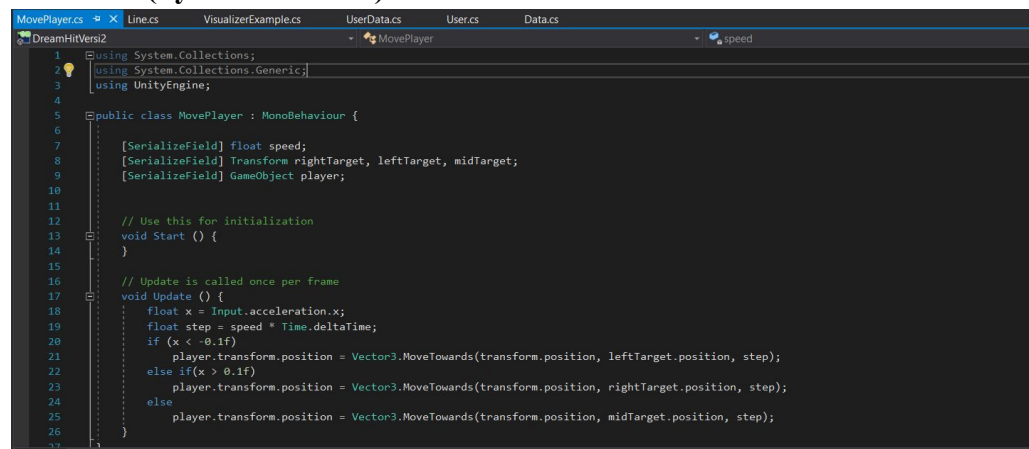 MovePlayer.cs Line.cs VisualizerExample.cs UserData.cs User.cs Data.cs
DreamHitVersi2 MovePlayer speed
1 using System.Collections;
2 using System.Collections.Generic;
3 using UnityEngine;
4
5 public class MovePlayer : MonoBehaviour {
6
7 [SerializeField] float speed;
8 [SerializeField] Transform rightTarget, leftTarget, midTarget;
9 [SerializeField] GameObject player;
10
11
12 // Use this for initialization
13 void Start () {
14 }
15
16 // Update is called once per frame
17 void Update () {
18 float x = Input.acceleration.x;
19 float step = speed * Time.deltaTime;
20 if (x < -0.1f)
21 player.transform.position = Vector3.MoveTowards(transform.position, leftTarget.position, step);
22 else if(x > 0.1f)
23 player.transform.position = Vector3.MoveTowards(transform.position, rightTarget.position, step);
24 else
25 player.transform.position = Vector3.MoveTowards(transform.position, midTarget.position, step);
26 }
27 }